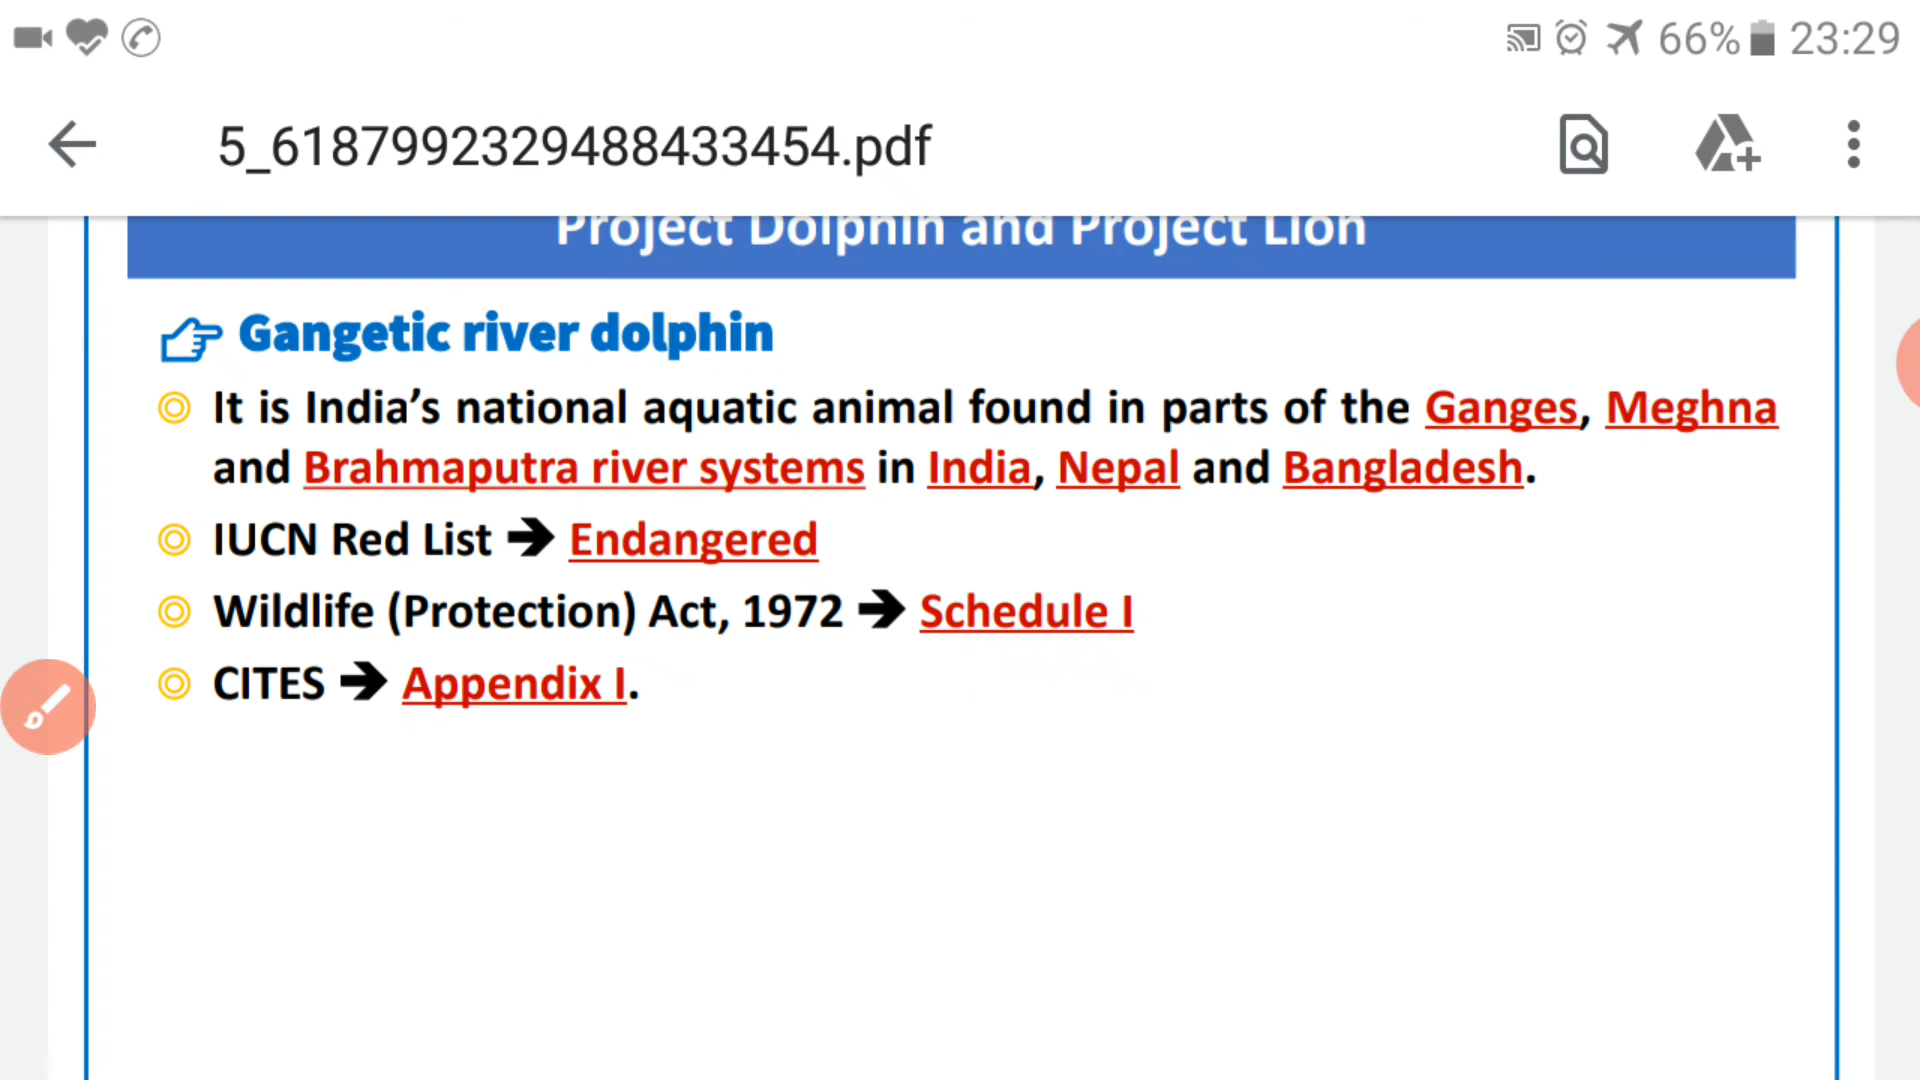 66% 23:29
5_6187992329488433454.pdf
Project Dolphin and Project Lion
Gangetic river dolphin
It is India’s national aquatic animal found in parts of the Ganges, Meghna
and Brahmaputra river systems in India, Nepal and Bangladesh.
IUCN Red List ➔ Endangered
Wildlife (Protection) Act, 1972 ➔ Schedule I
CITES ➔ Appendix I.